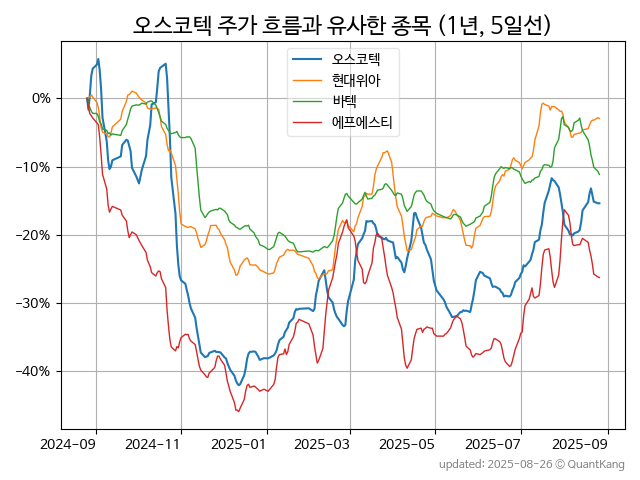 오스코텍 주가 흐름과 유사한 종목 (1년, 5일선)
오스코텍
현대위아
바텍
에프에스티
0%
−10%
−20%
−30%
−40%
2024-09
2024-11
2025-01
2025-03
2025-05
2025-07
2025-09
updated: 2025-08-26 ⓒ QuantKang